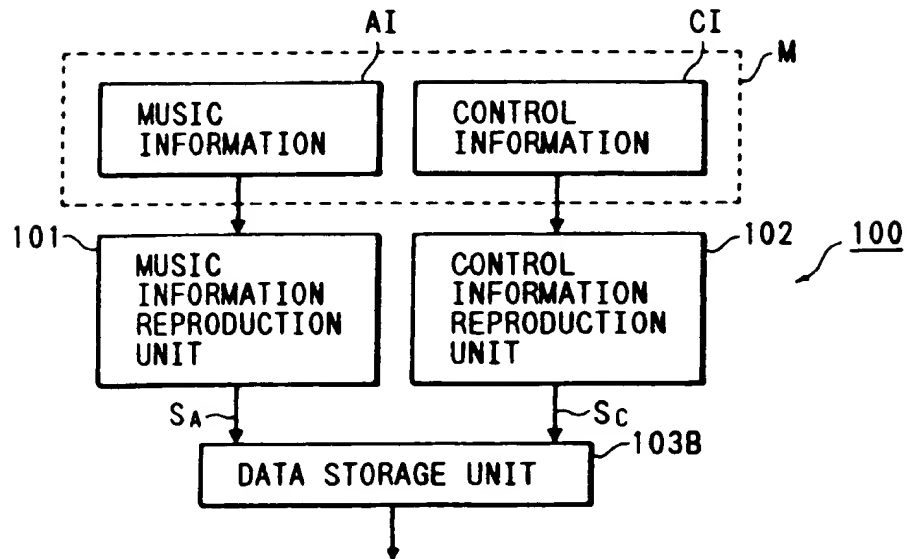 AI
CI
M
MUSIC
INFORMATION
CONTROL
INFORMATION
101
102
100
MUSIC
INFORMATION
REPRODUCTION
UNIT
CONTROL
INFORMATION
REPRODUCTION
UNIT
SA
SC
103B
DATA STORAGE UNIT